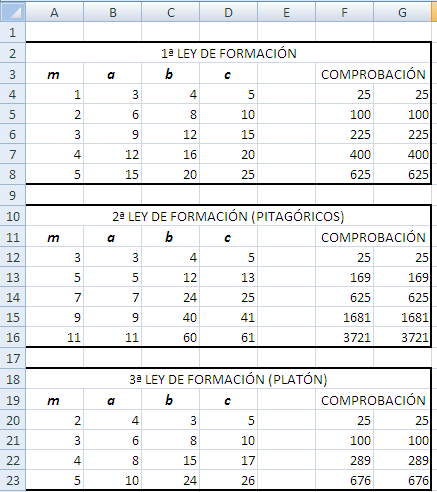 A B C D E F G
1
2 1ª LEY DE FORMACIÓN
3 m a b c COMPROBACIÓN
4 1 3 4 5 25 25
5 2 6 8 10 100 100
6 3 9 12 15 225 225
7 4 12 16 20 400 400
8 5 15 20 25 625 625
9
10 2ª LEY DE FORMACIÓN (PITAGÓRICOS)
11 m a b c COMPROBACIÓN
12 3 3 4 5 25 25
13 5 5 12 13 169 169
14 7 7 24 25 625 625
15 9 9 40 41 1681 1681
16 11 11 60 61 3721 3721
17
18 3ª LEY DE FORMACIÓN (PLATÓN)
19 m a b c COMPROBACIÓN
20 2 4 3 5 25 25
21 3 6 8 10 100 100
22 4 8 15 17 289 289
23 5 10 24 26 676 676